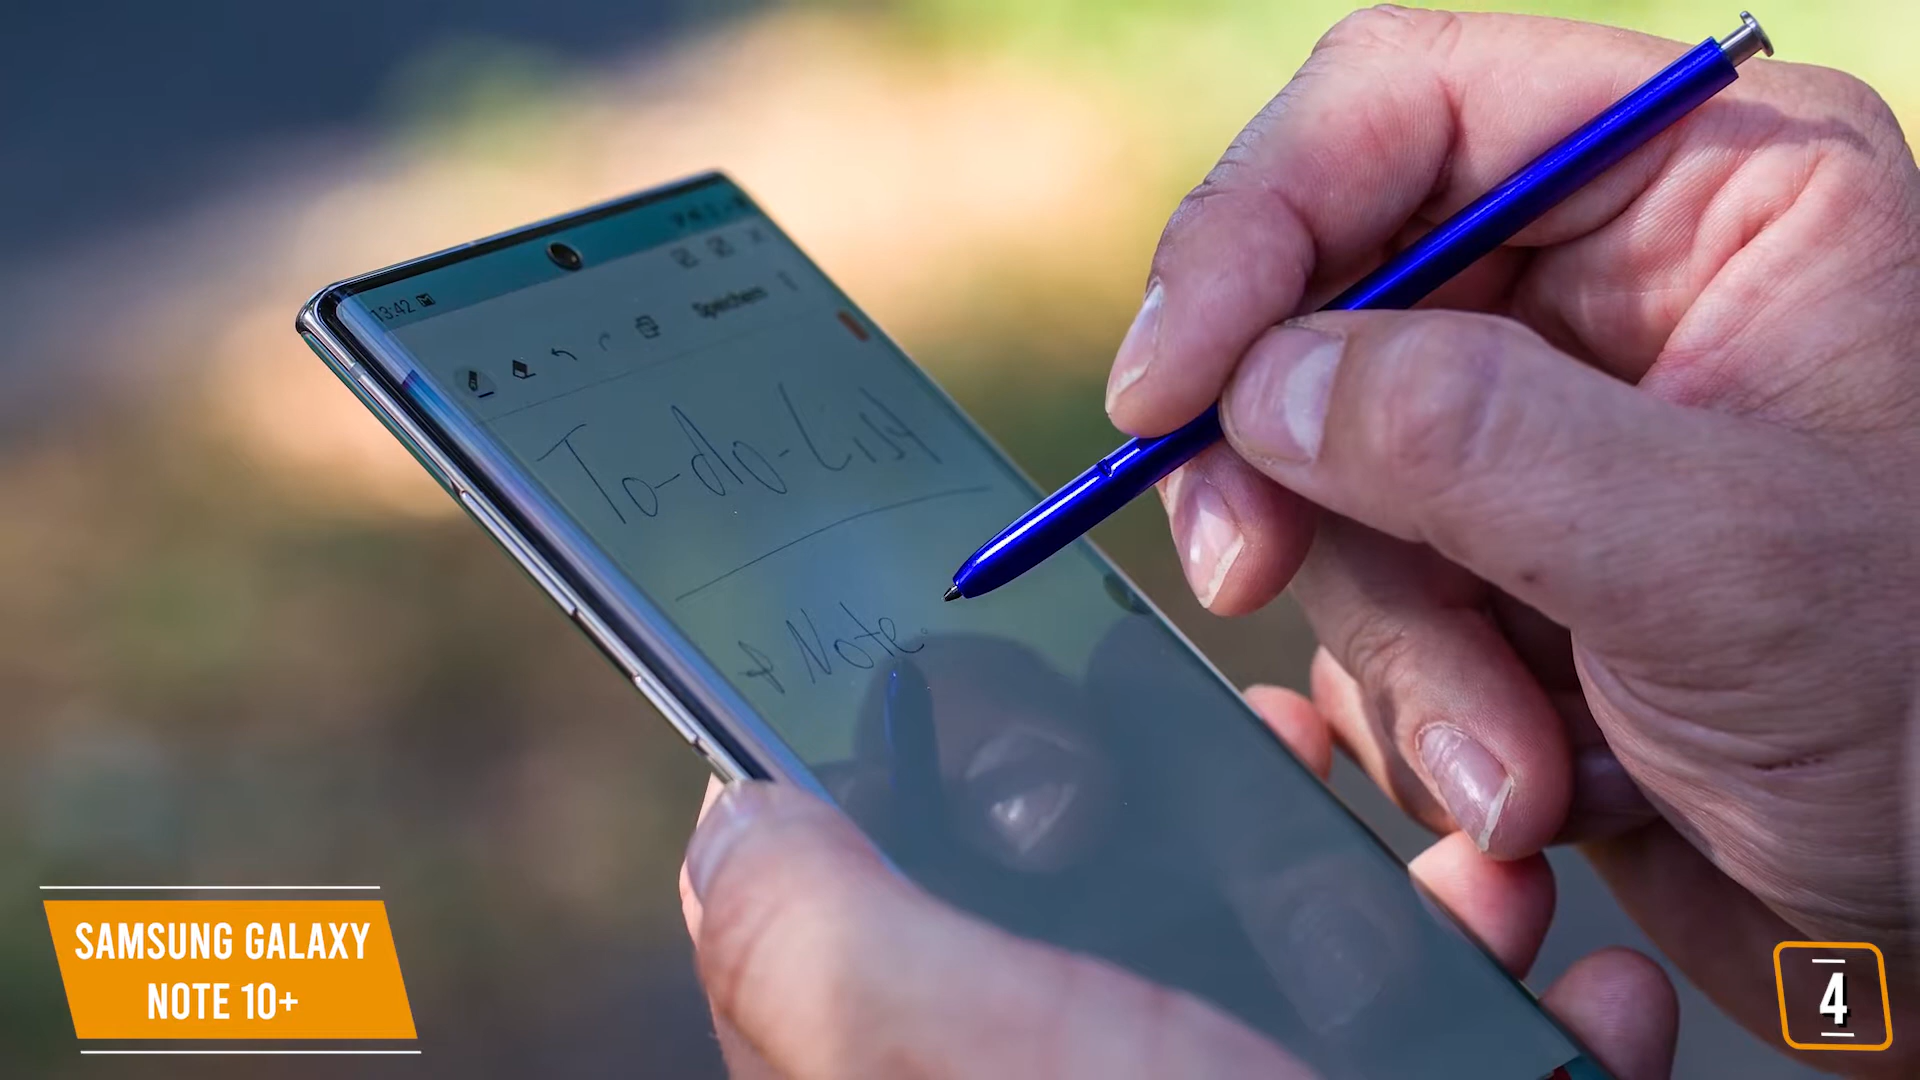 13:42
Speichern
To-do-List
Note.
SAMSUNG GALAXY
NOTE 10+
4